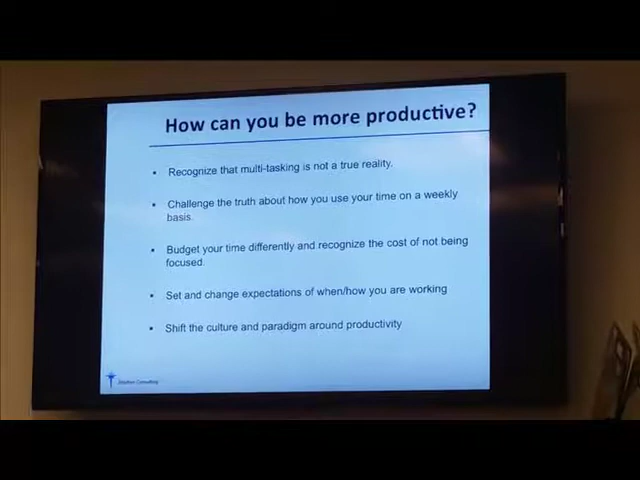 How can you be more productive?
Recognize that multi-tasking is not a true reality.
Challenge the truth about how you use your time on a weekly
basis.
Budget your time differently and recognize the cost of not being
focused.
Set and change expectations of when/how you are working
Shift the culture and paradigm around productivity
Consulting